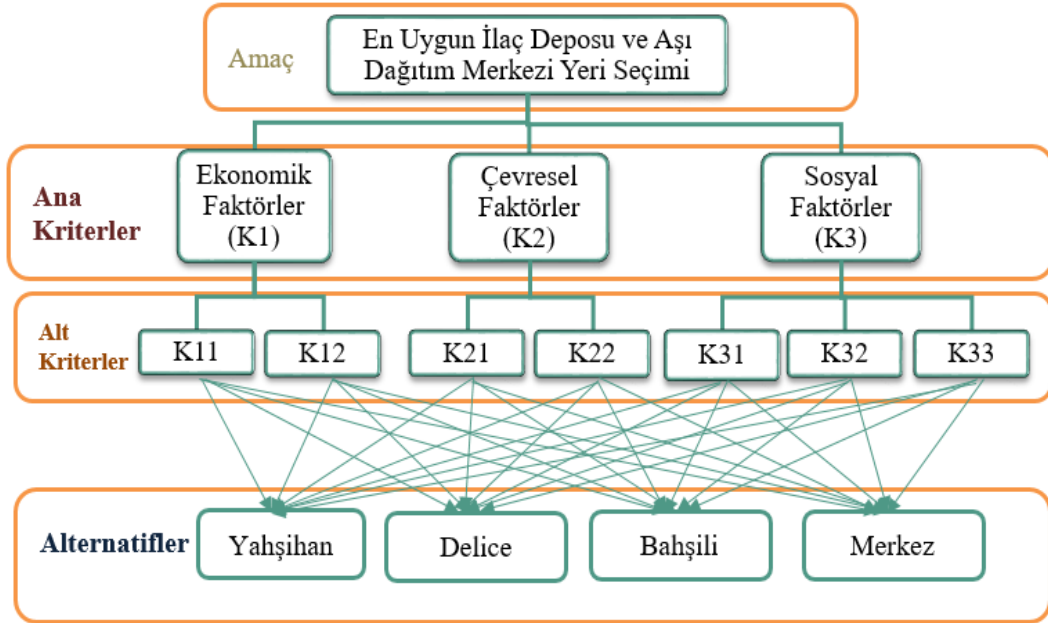 Amaç
En Uygun İlaç Deposu ve Aşı
Dağıtım Merkezi Yeri Seçimi
Ana
Kriterler
Ekonomik
Faktörler
(K1)
Çevresel
Faktörler
(K2)
Sosyal
Faktörler
(K3)
Alt
Kriterler
K11
K12
K21
K22
K31
K32
K33
Alternatifler
Yahşihan
Delice
Bahşili
Merkez